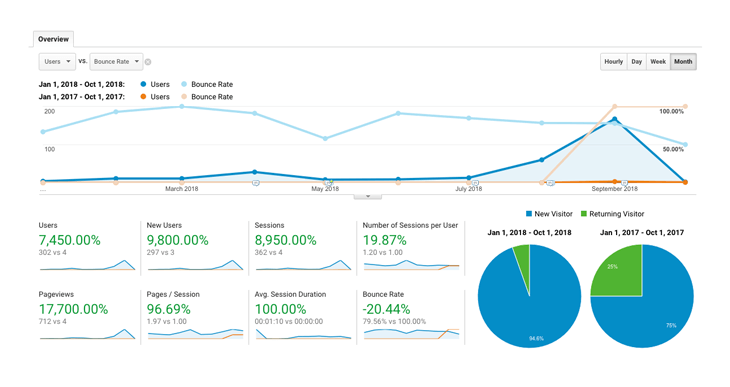 Overview
Users vs. Bounce Rate Hourly Day Week Month
Jan 1, 2018 - Oct 1, 2018: Users Bounce Rate
Jan 1, 2017 - Oct 1, 2017: Users Bounce Rate
200 100.00%
100 50.00%
... March 2018 May 2018 July 2018 September 2018
New Visitor Returning Visitor
Users New Users Sessions Number of Sessions per User
7,450.00% 9,800.00% 8,950.00% 19.87%
302 vs 4 297 vs 3 362 vs 4 1.20 vs 1.00
Jan 1, 2018 - Oct 1, 2018 Jan 1, 2017 - Oct 1, 2017
25%
Pageviews Pages / Session Avg. Session Duration Bounce Rate
17,700.00% 96.69% 100.00% -20.44%
712 vs 4 1.97 vs 1.00 00:01:10 vs 00:00:00 79.56% vs 100.00%
94.6% 75%